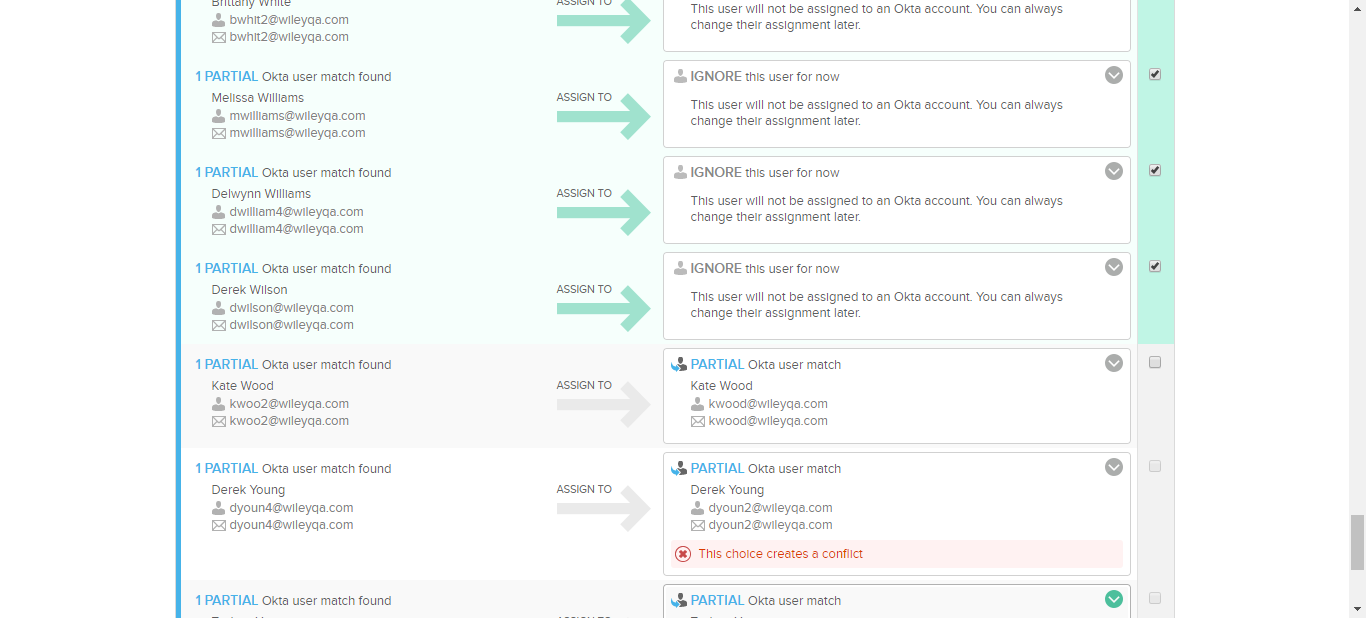 Brittany White
bwhit2@wileyqa.com
bwhit2@wileyqa.com
ASSIGN TO
This user will not be assigned to an Okta account. You can always
change their assignment later.
1 PARTIAL Okta user match found
Melissa Williams
mwilliams@wileyqa.com
mwilliams@wileyqa.com
ASSIGN TO
IGNORE this user for now
This user will not be assigned to an Okta account. You can always
change their assignment later.
1 PARTIAL Okta user match found
Delwynn Williams
dwilliam4@wileyqa.com
dwilliam4@wileyqa.com
ASSIGN TO
IGNORE this user for now
This user will not be assigned to an Okta account. You can always
change their assignment later.
1 PARTIAL Okta user match found
Derek Wilson
dwilson@wileyqa.com
dwilson@wileyqa.com
ASSIGN TO
IGNORE this user for now
This user will not be assigned to an Okta account. You can always
change their assignment later.
1 PARTIAL Okta user match found
Kate Wood
kwoo2@wileyqa.com
kwoo2@wileyqa.com
ASSIGN TO
PARTIAL Okta user match
Kate Wood
kwood@wileyqa.com
kwood@wileyqa.com
1 PARTIAL Okta user match found
Derek Young
dyoun4@wileyqa.com
dyoun4@wileyqa.com
ASSIGN TO
PARTIAL Okta user match
Derek Young
dyoun2@wileyqa.com
dyoun2@wileyqa.com
This choice creates a conflict
1 PARTIAL Okta user match found
PARTIAL Okta user match